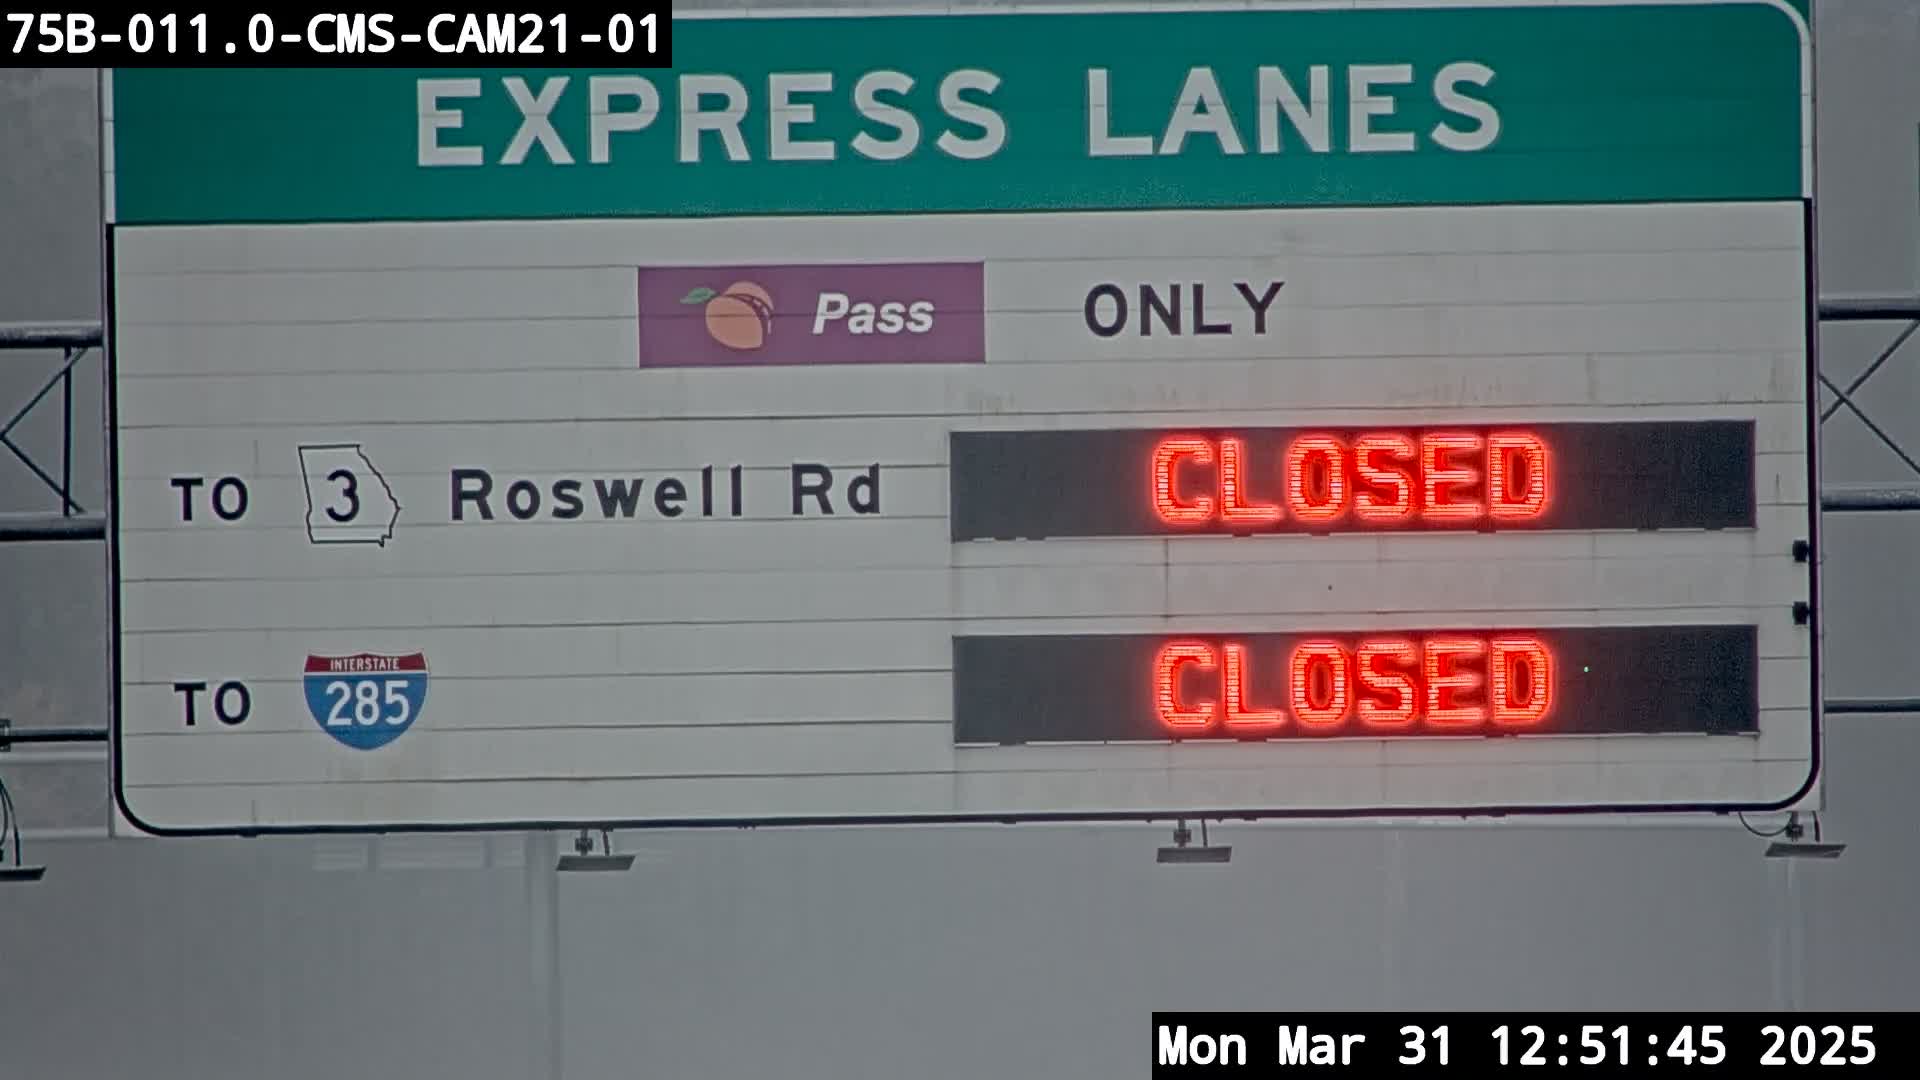 75B-011.0-CMS-CAM21-01
EXPRESS LANES
Pass ONLY
TO 3 Roswell Rd CLOSED
TO INTERSTATE 285 CLOSED
Mon Mar 31 12:51:45 2025